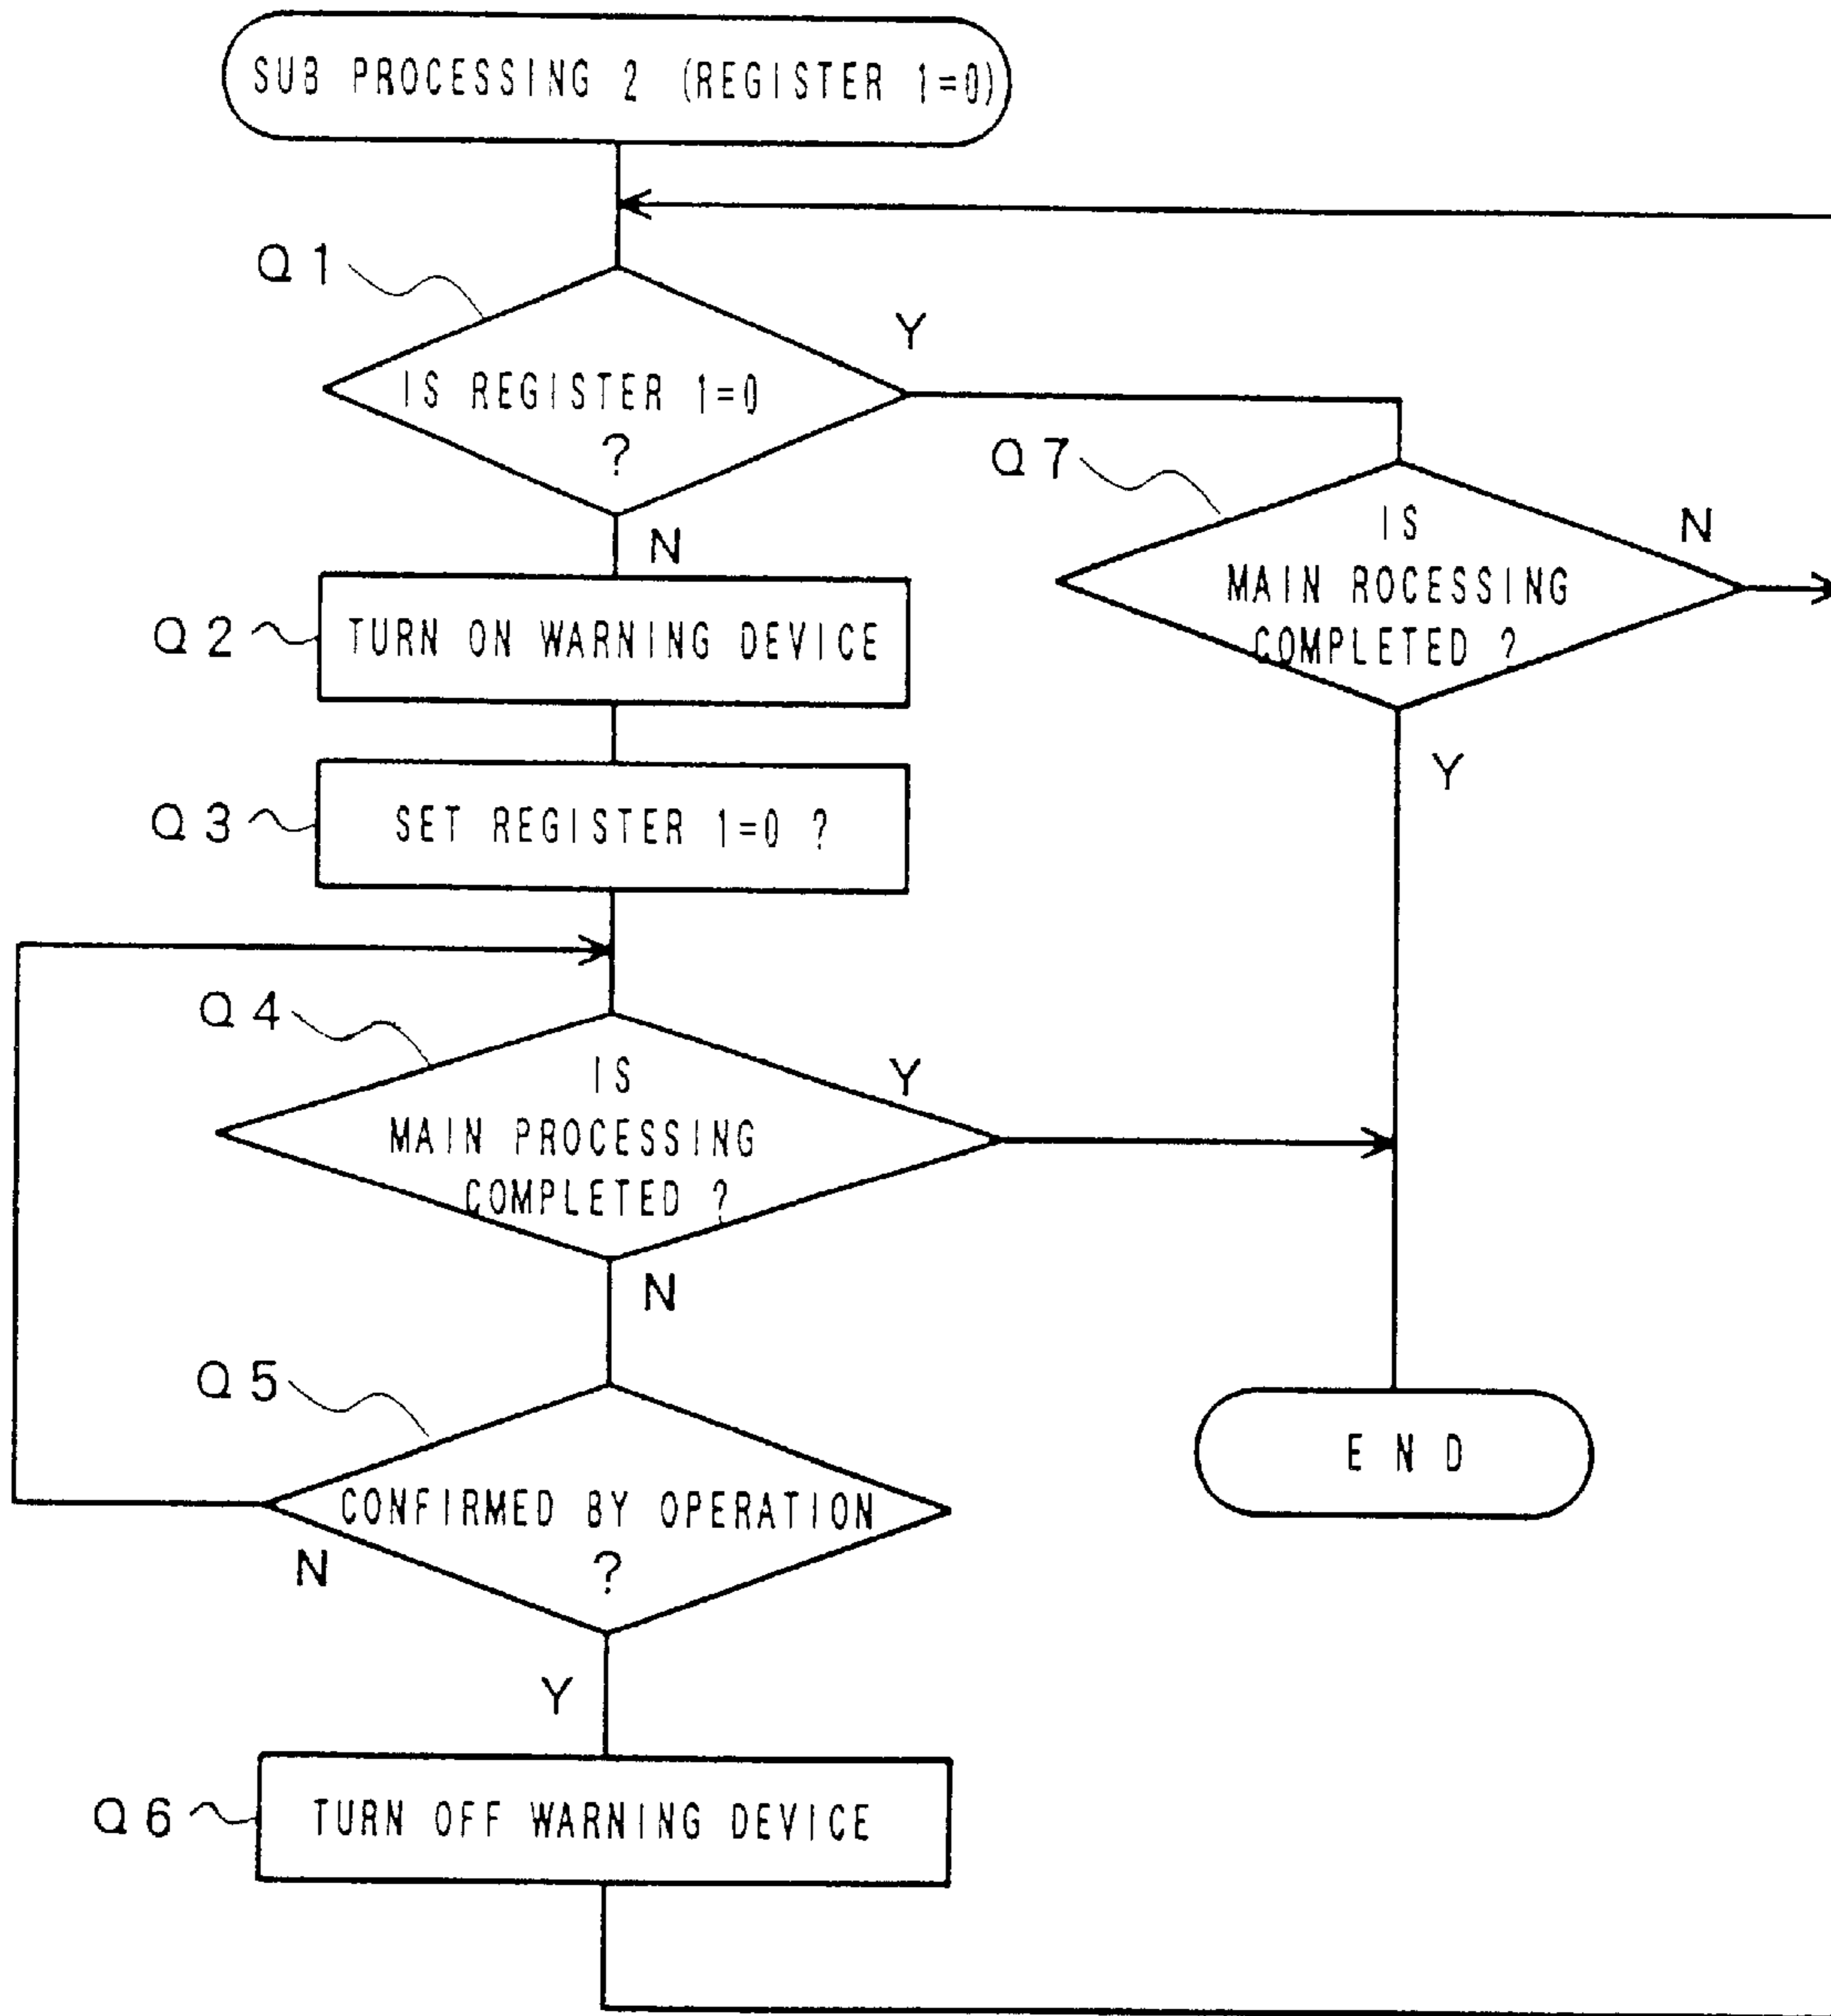 SUB PROCESSING 2 (REGISTER 1=0)
Q1
Y
IS REGISTER 1=0
?
N
Q7
IS
MAIN ROCESSING
COMPLETED ?
N
Y
Q2
TURN ON WARNING DEVICE
Q3
SET REGISTER 1=0 ?
Q4
IS
MAIN PROCESSING
COMPLETED ?
Y
N
Q5
CONFIRMED BY OPERATION
?
N
Y
END
Q6
TURN OFF WARNING DEVICE